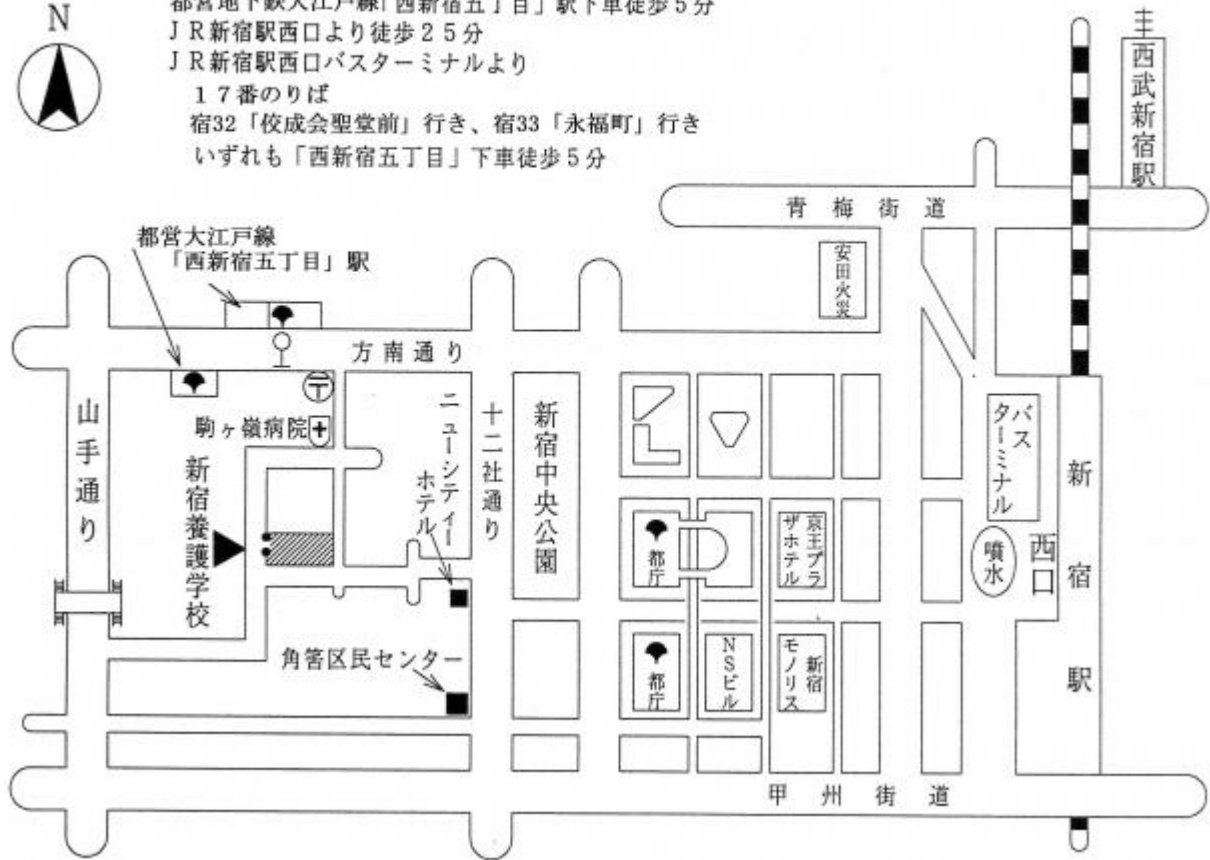 N
都営地下鉄大江戸線「西新宿五丁目」駅下車徒歩5分
JR新宿駅西口より徒歩25分
JR新宿駅西口バスターミナルより
17番のりば
宿32「佼成会聖堂前」行き、宿33「永福町」行き
いずれも「西新宿五丁目」下車徒歩5分
西武新宿駅
青梅街道
安田火災
都営大江戸線
「西新宿五丁目」駅
方南通り
山手通り
駒ヶ嶺病院
新宿養護学校
ニューシティー
ホテル
十二社通り
新宿中央公園
バス
ターミナル
新宿駅
都庁
京王プラ
ザホテル
噴水
西口
角筈区民センター
都庁
NSビル
新宿
モノリス
甲州街道